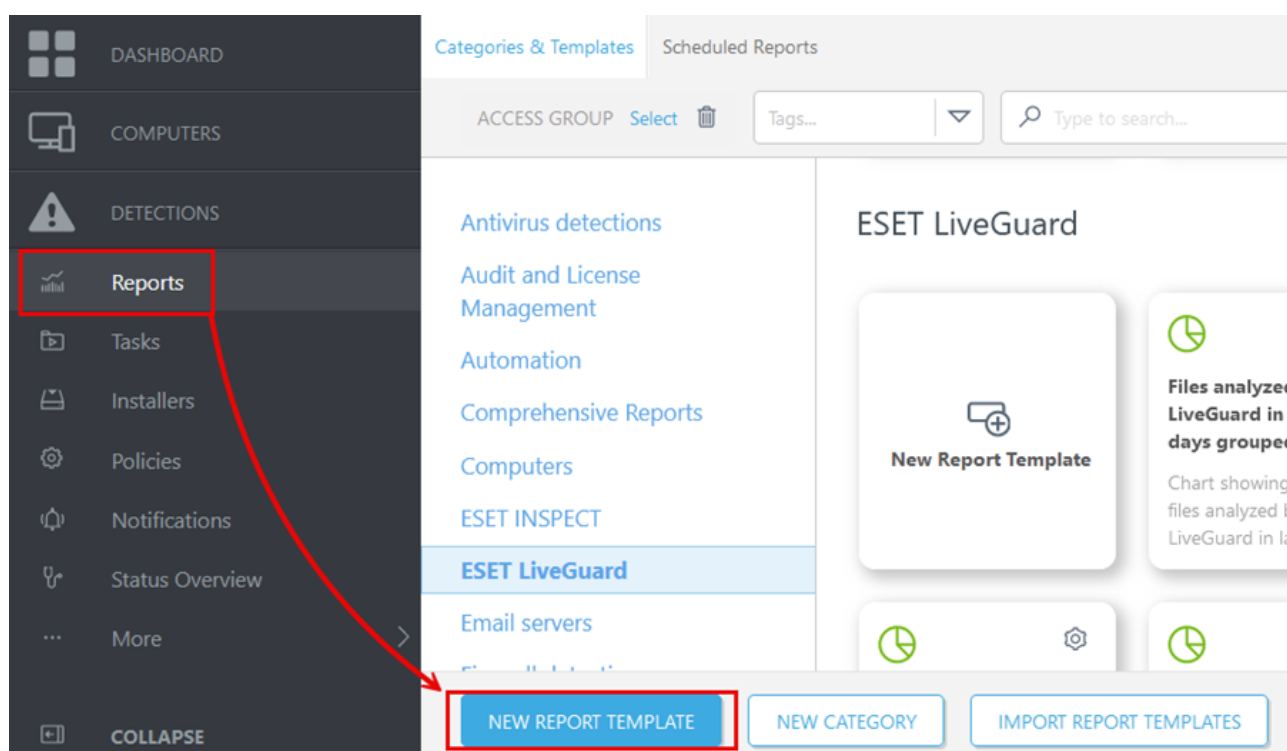 DASHBOARD
COMPUTERS
DETECTIONS
Reports
Tasks
Installers
Policies
Notifications
Status Overview
More
COLLAPSE
Categories & Templates
Scheduled Reports
ACCESS GROUP Select
Tags...
Type to search...
Antivirus detections
Audit and License
Management
Automation
Comprehensive Reports
Computers
ESET INSPECT
ESET LiveGuard
Email servers
ESET LiveGuard
New Report Template
Files analyzed
LiveGuard in
days grouped
Chart showing
files analyzed
LiveGuard in
NEW REPORT TEMPLATE
NEW CATEGORY
IMPORT REPORT TEMPLATES